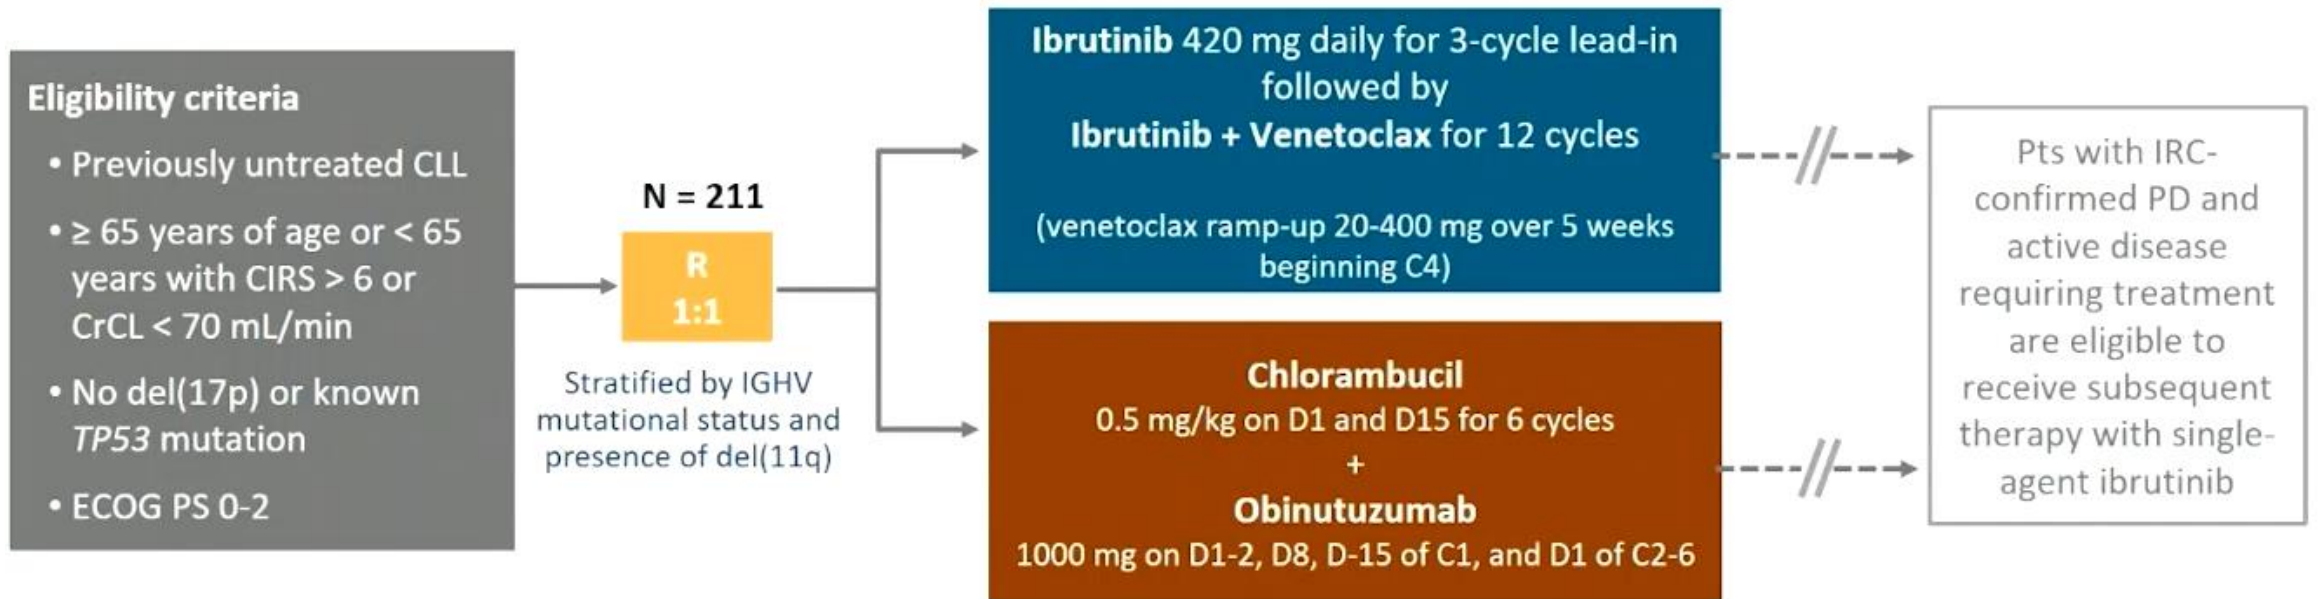 Eligibility criteria
• Previously untreated CLL
• ≥ 65 years of age or < 65
years with CIRS > 6 or
CrCL < 70 mL/min
• No del(17p) or known
TP53 mutation
• ECOG PS 0-2
N = 211
R
1:1
Stratified by IGHV
mutational status and
presence of del(11q)
Ibrutinib 420 mg daily for 3-cycle lead-in
followed by
Ibrutinib + Venetoclax for 12 cycles
(venetoclax ramp-up 20-400 mg over 5 weeks
beginning C4)
Chlorambucil
0.5 mg/kg on D1 and D15 for 6 cycles
+
Obinutuzumab
1000 mg on D1-2, D8, D-15 of C1, and D1 of C2-6
Pts with IRC-
confirmed PD and
active disease
requiring treatment
are eligible to
receive subsequent
therapy with single-
agent ibrutinib